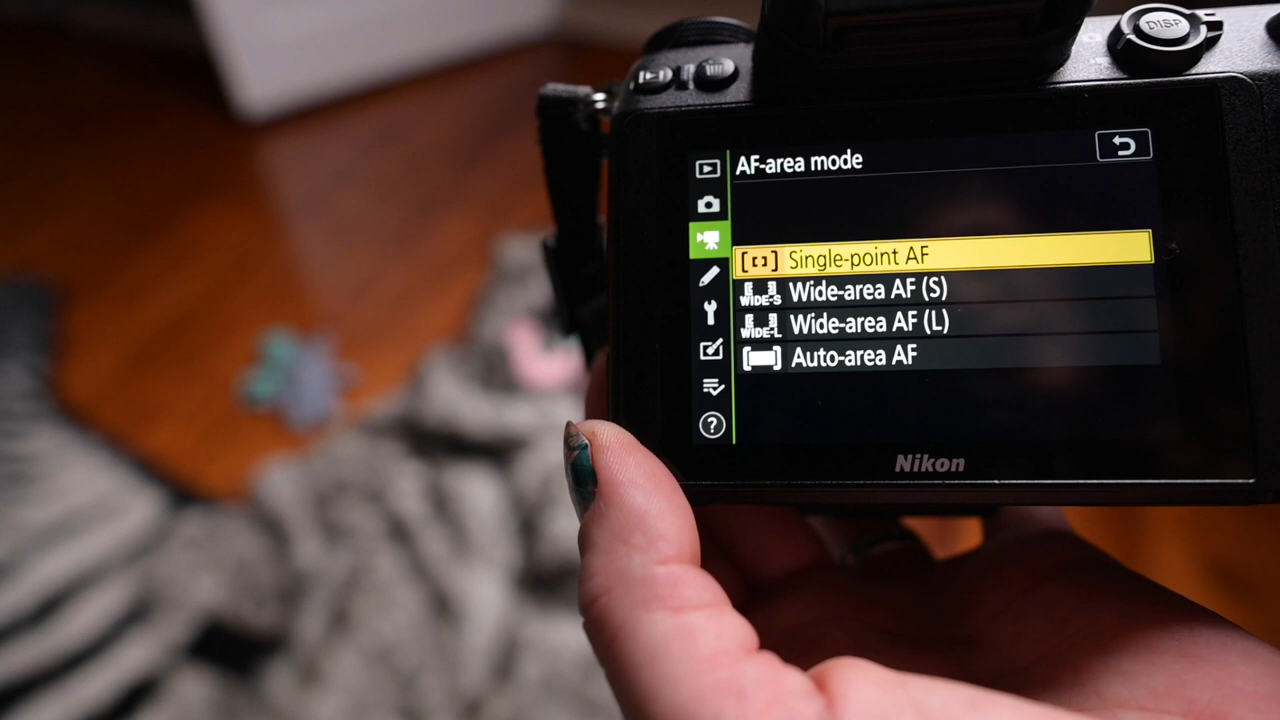 DISP
AF-area mode
Single-point AF
WIDE-S Wide-area AF (S)
WIDE-L Wide-area AF (L)
Auto-area AF
?
Nikon